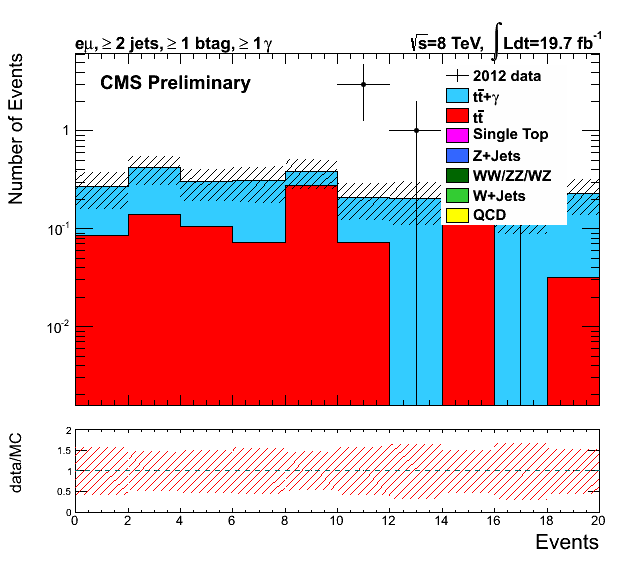 eμ, ≥ 2 jets, ≥ 1 btag, ≥ 1 γ
√s=8 TeV, ∫ Ldt=19.7 fb⁻¹
CMS Preliminary
2012 data
tt̄+γ
tt̄
Single Top
Z+Jets
WW/ZZ/WZ
W+Jets
QCD
Number of Events
1
10⁻¹
10⁻²
data/MC
2
1.5
1
0.5
0
0 2 4 6 8 10 12 14 16 18 20
Events